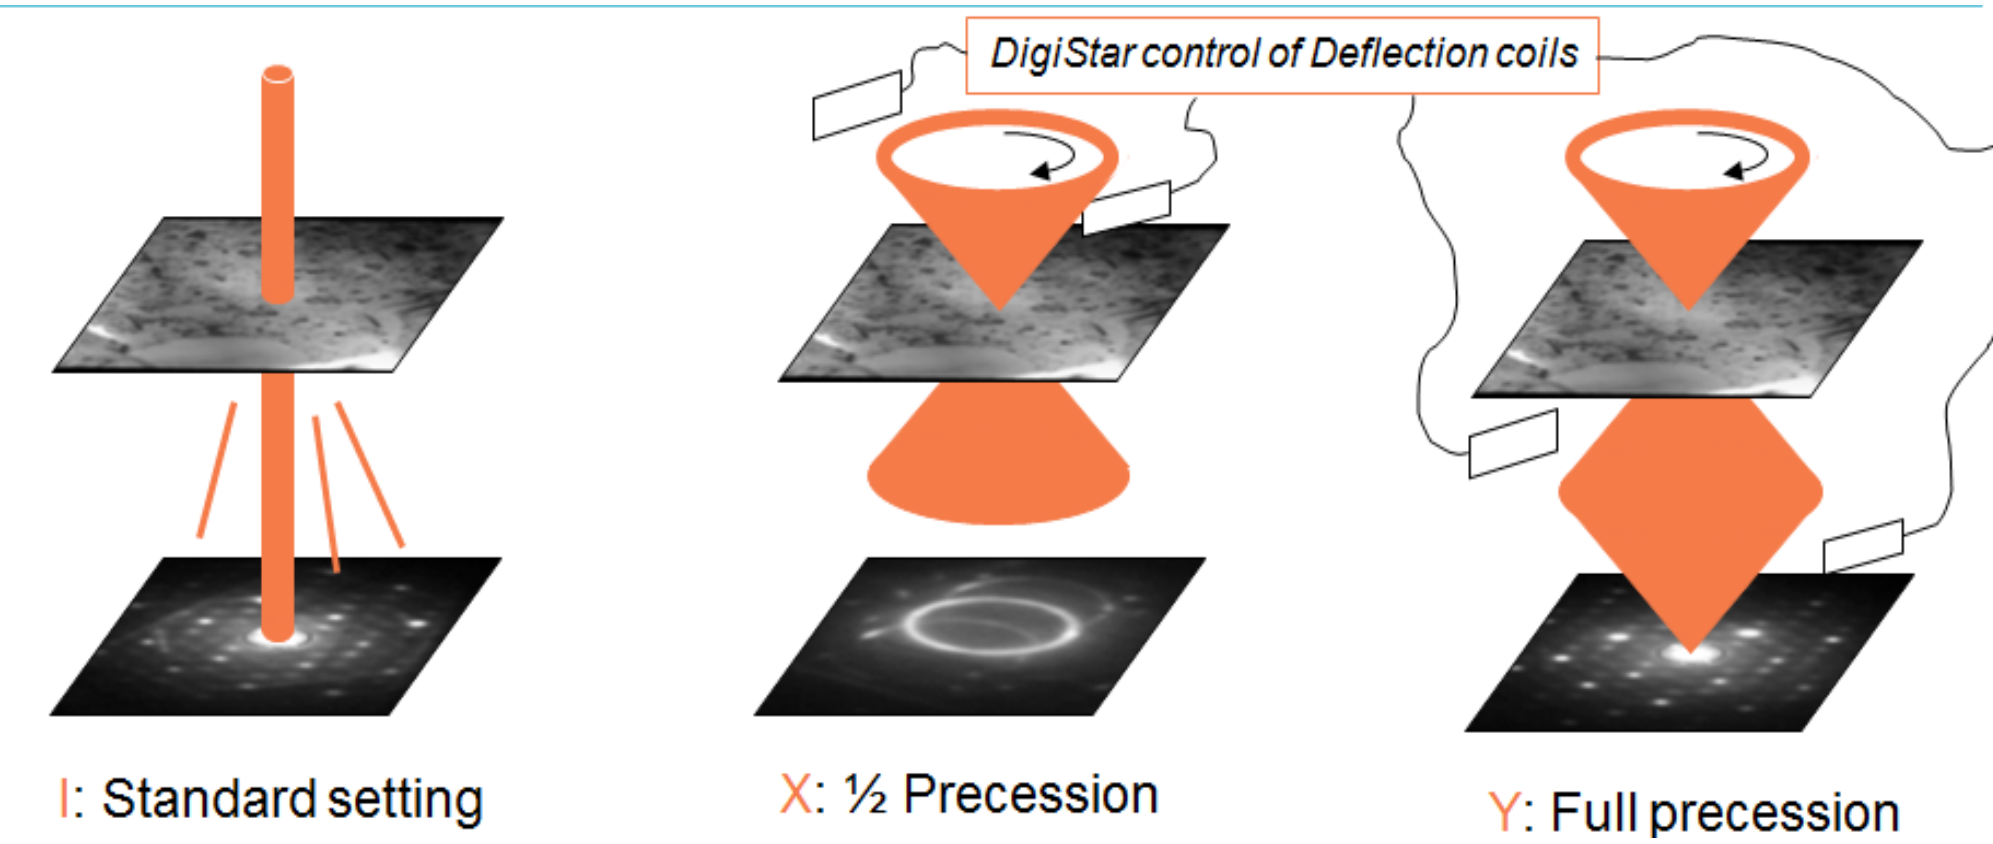 DigiStar control of Deflection coils
I: Standard setting
X: ½ Precession
Y: Full precession